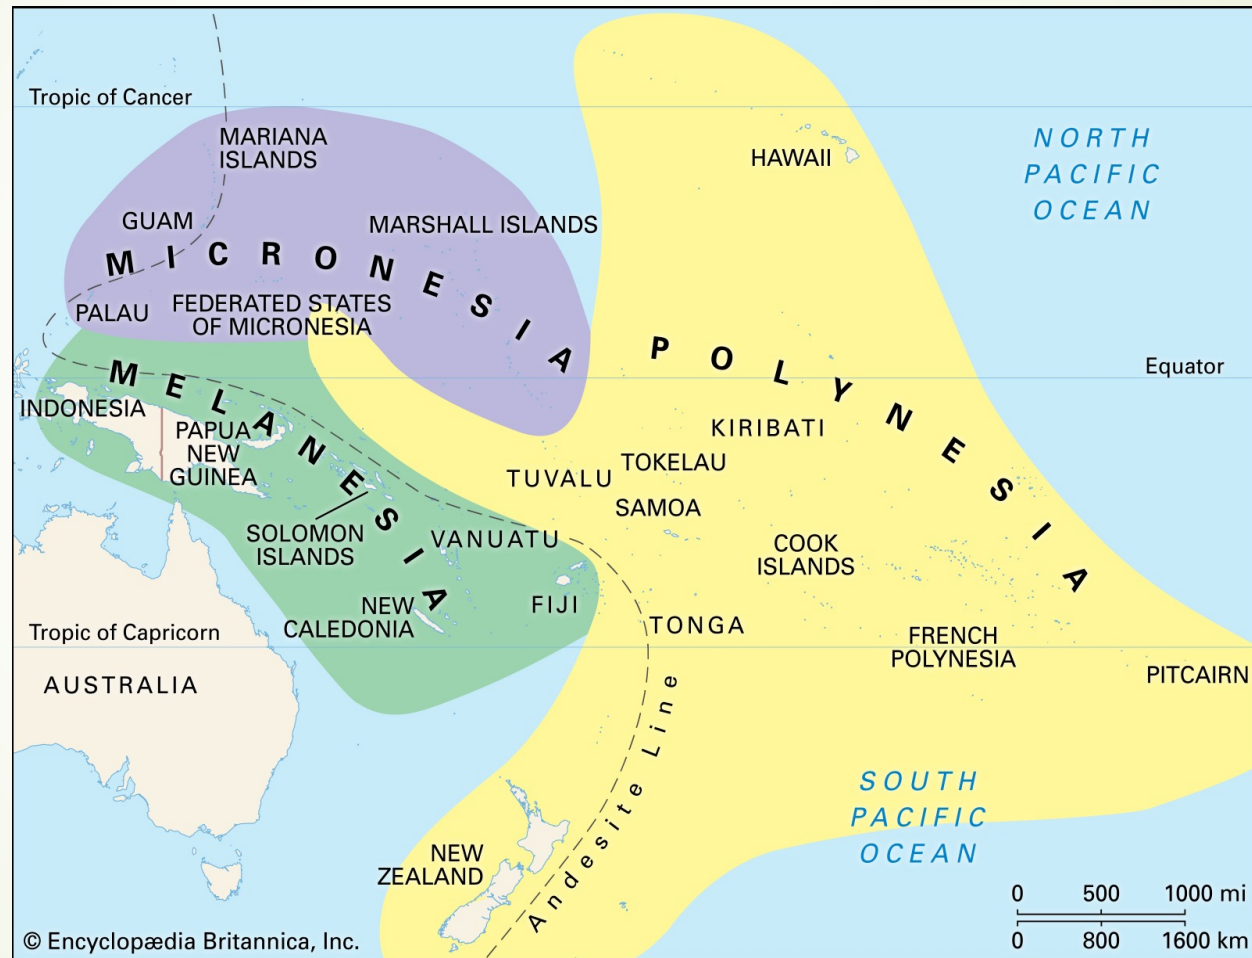 Tropic of Cancer
MARIANA
ISLANDS
HAWAII
NORTH
PACIFIC
OCEAN
GUAM
MARSHALL ISLANDS
MICRONESIA
PALAU
FEDERATED STATES
OF MICRONESIA
POLYNESIA
Equator
MELANESIA
INDONESIA
PAPUA
NEW
GUINEA
KIRIBATI
TOKELAU
TUVALU
SAMOA
SOLOMON
ISLANDS
VANUATU
COOK
ISLANDS
FIJI
NEW
CALEDONIA
Tropic of Capricorn
TONGA
FRENCH
POLYNESIA
PITCAIRN
AUSTRALIA
Andesite Line
SOUTH
PACIFIC
OCEAN
NEW
ZEALAND
0 500 1000 mi
0 800 1600 km
© Encyclopædia Britannica, Inc.